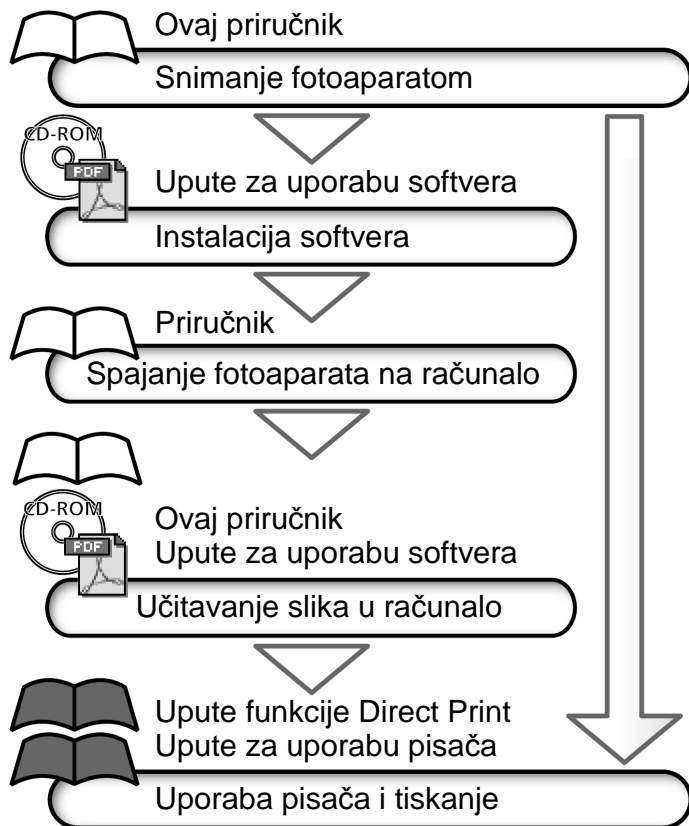 Ovaj priručnik
Snimanje fotoaparatom
CD-ROM
PDF
Upute za uporabu softvera
Instalacija softvera
Priručnik
Spajanje fotoaparata na računalo
CD-ROM
PDF
Ovaj priručnik
Upute za uporabu softvera
Učitavanje slika u računalo
Upute funkcije Direct Print
Upute za uporabu pisača
Uporaba pisača i tiskanje